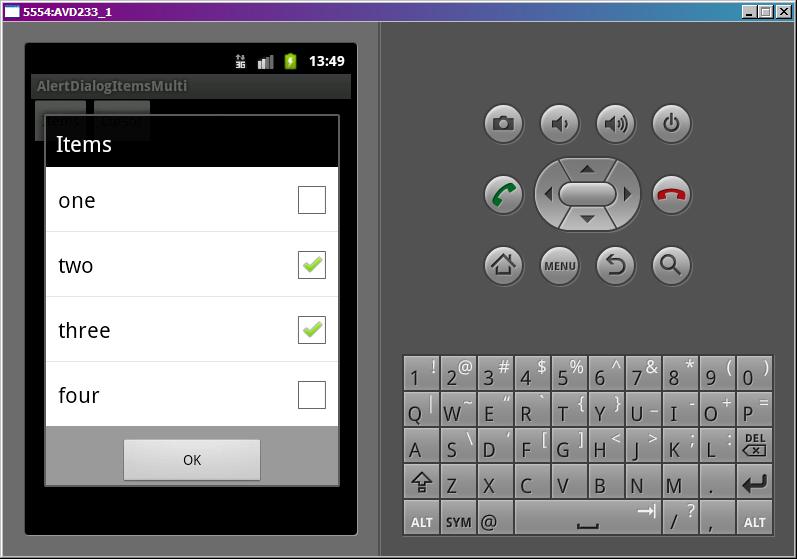 5554:AVD233_1
3G 13:49
AlertDialogItemsMulti
Items
one
two
three
four
OK
MENU
1 ! 2 @ 3 # 4 $ 5 % 6 ^ 7 & 8 * 9 ( 0 )
Q | W ~ E “ R ` T { Y } U _ I - O + P =
A S \ D ‘ F [ G ] H < J > K ; L : DEL
Z X C V B N M .
ALT SYM @ / ? , ALT